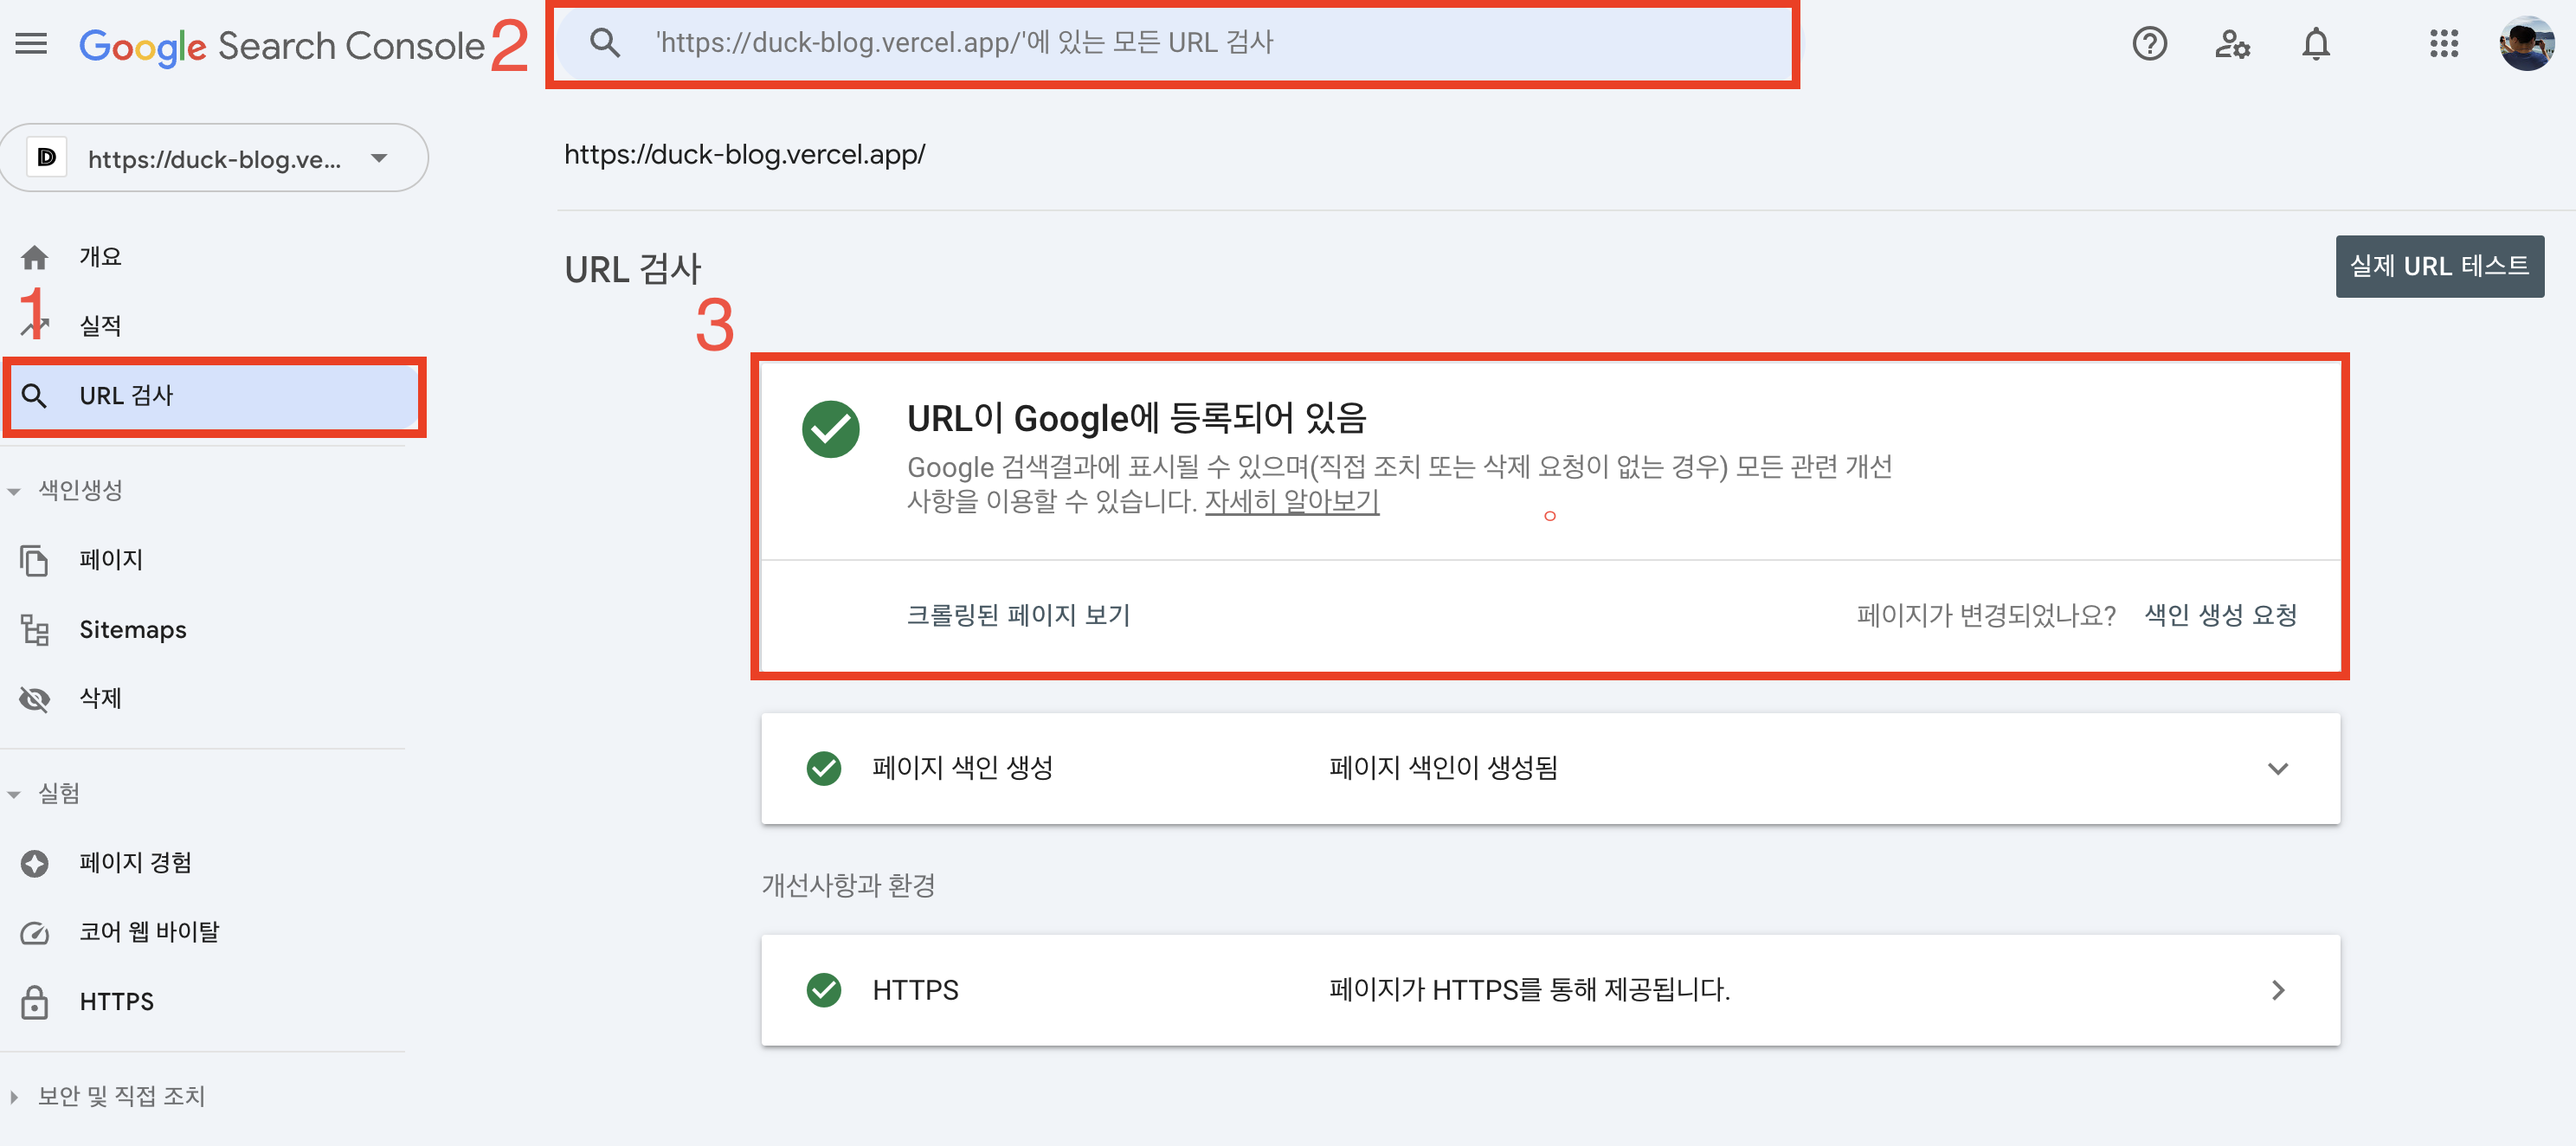 Google Search Console
2
'https://duck-blog.vercel.app/'에 있는 모든 URL 검사
D
https://duck-blog.ve...
https://duck-blog.vercel.app/
개요
1
실적
URL 검사
색인생성
페이지
Sitemaps
삭제
실험
페이지 경험
코어 웹 바이탈
HTTPS
보안 및 직접 조치
URL 검사
실제 URL 테스트
3
URL이 Google에 등록되어 있음
Google 검색결과에 표시될 수 있으며(직접 조치 또는 삭제 요청이 없는 경우) 모든 관련 개선
사항을 이용할 수 있습니다. 자세히 알아보기
크롤링된 페이지 보기
페이지가 변경되었나요? 색인 생성 요청
페이지 색인 생성
페이지 색인이 생성됨
개선사항과 환경
HTTPS
페이지가 HTTPS를 통해 제공됩니다.